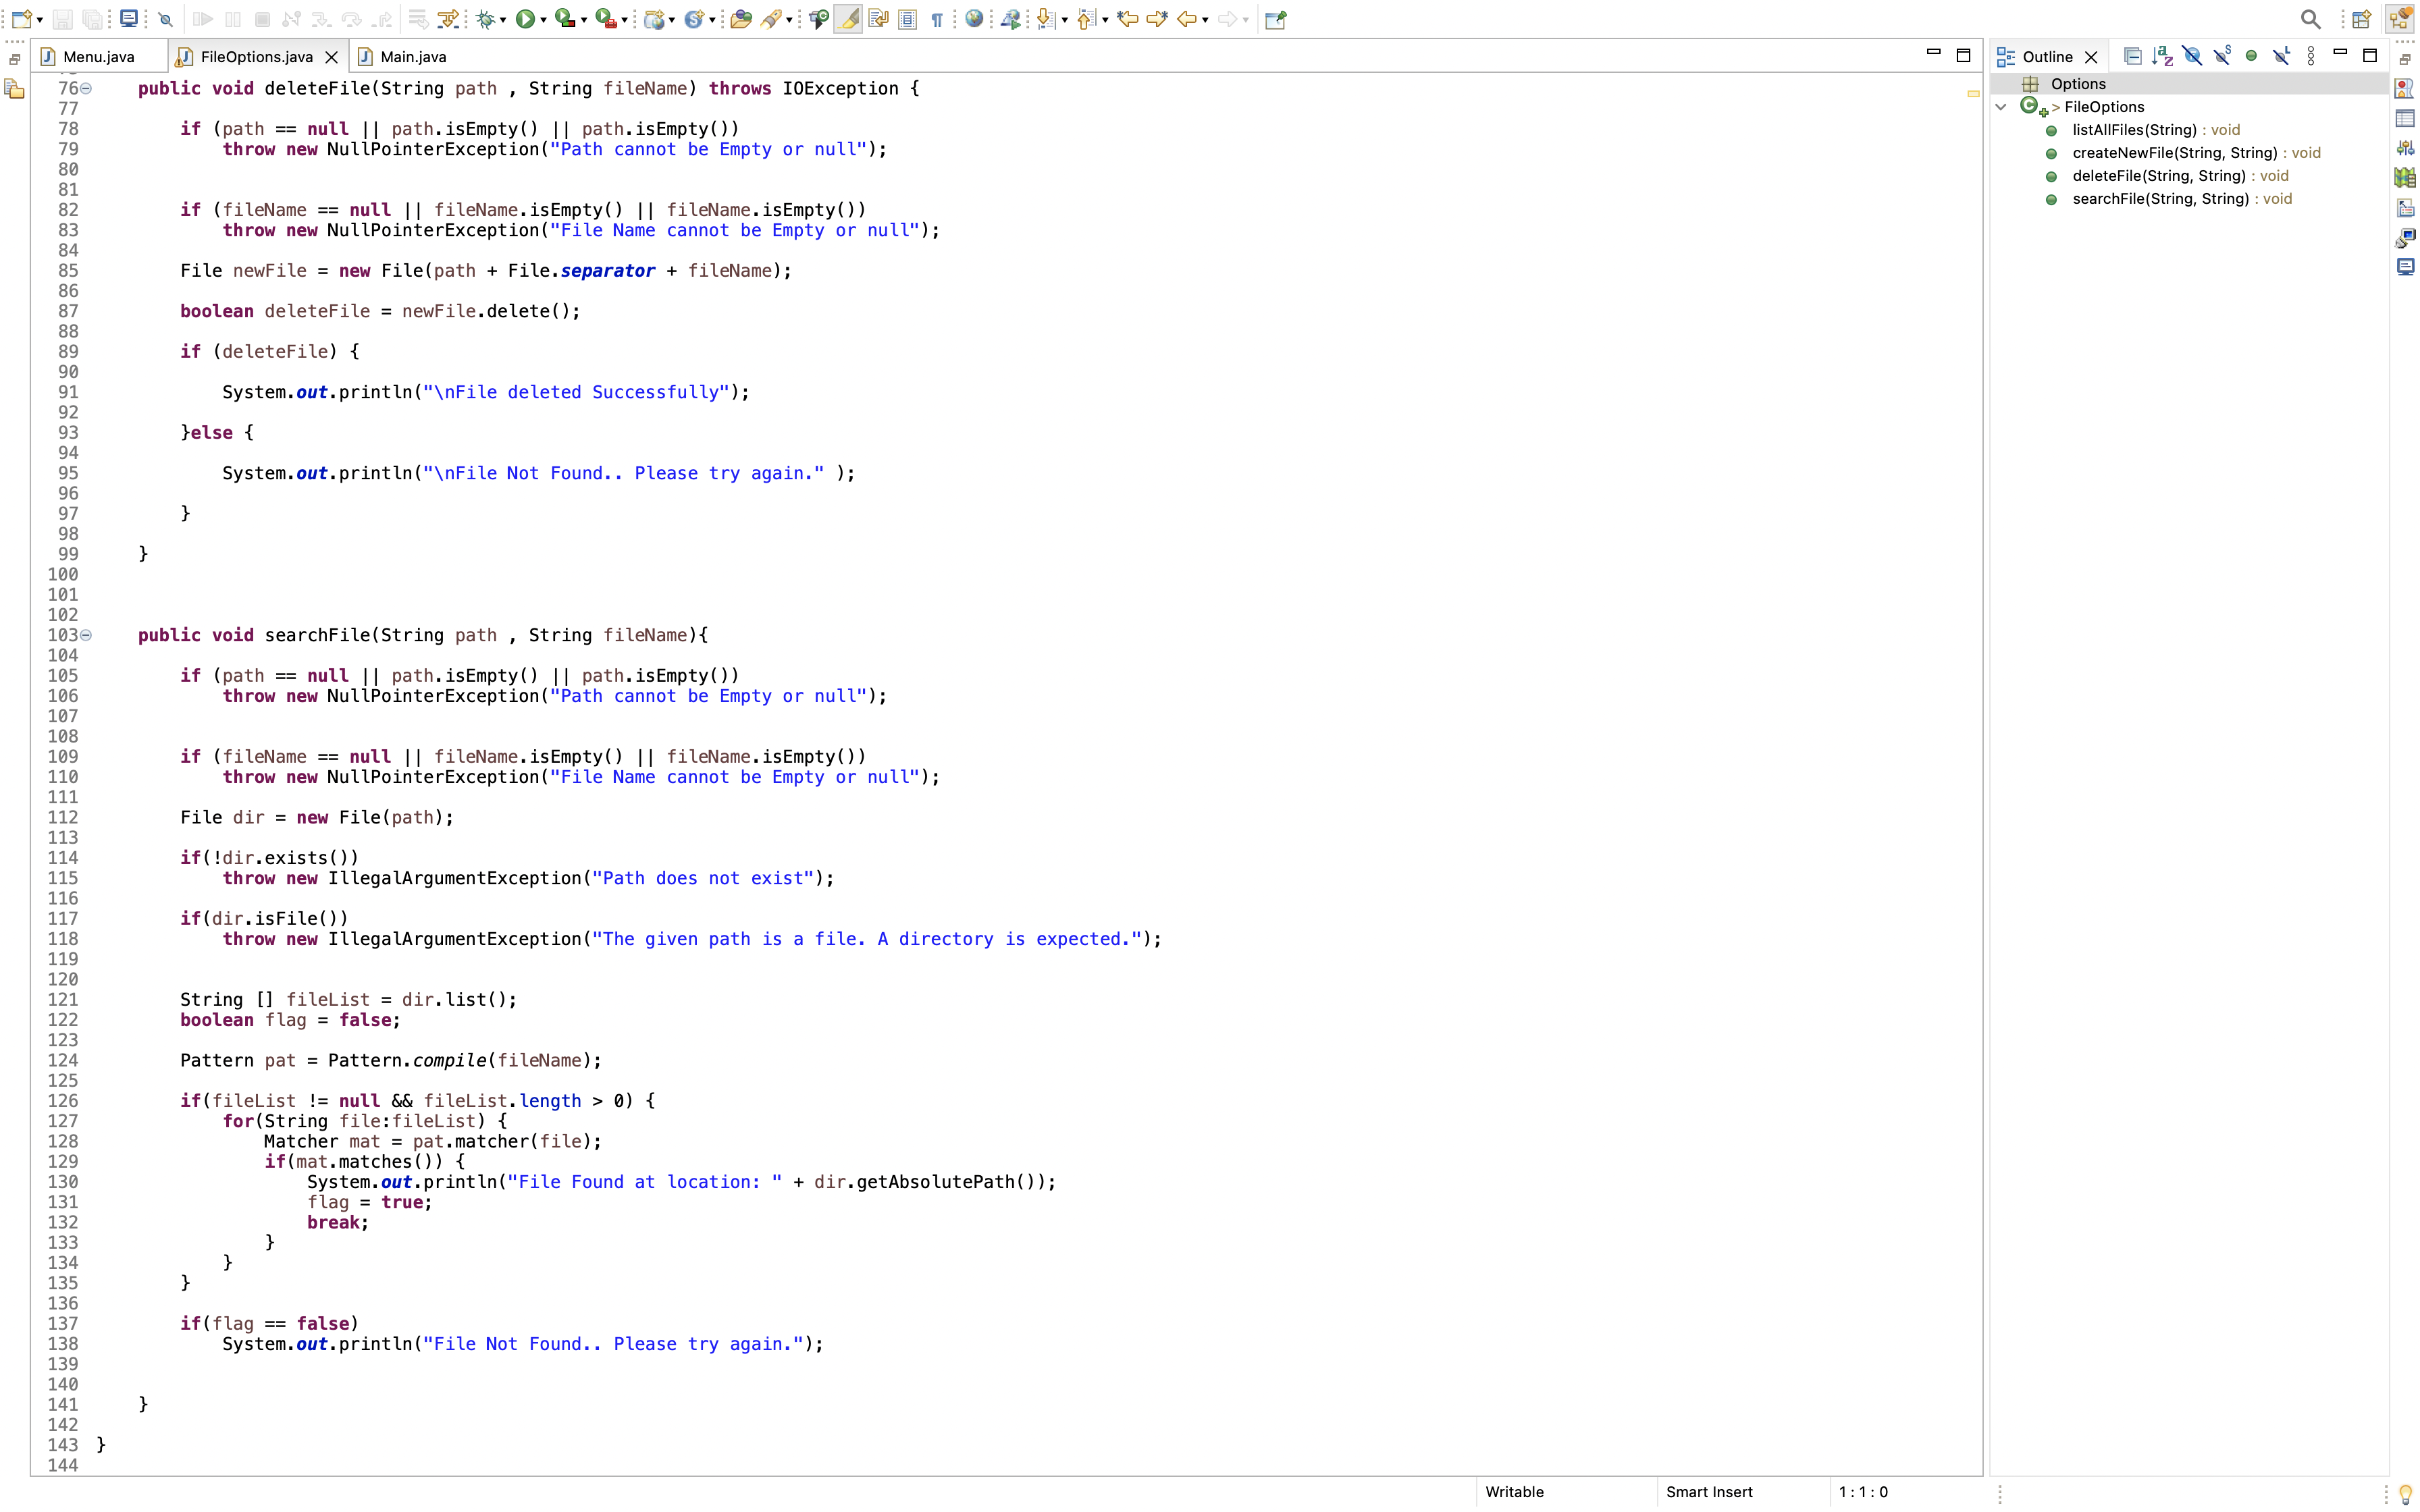 Menu.java
FileOptions.java
Main.java
76 public void deleteFile(String path , String fileName) throws IOException {
77
78 if (path == null || path.isEmpty() || path.isEmpty())
79 throw new NullPointerException("Path cannot be Empty or null");
80
81
82 if (fileName == null || fileName.isEmpty() || fileName.isEmpty())
83 throw new NullPointerException("File Name cannot be Empty or null");
84
85 File newFile = new File(path + File.separator + fileName);
86
87 boolean deleteFile = newFile.delete();
88
89 if (deleteFile) {
90
91 System.out.println("\nFile deleted Successfully");
92
93 }else {
94
95 System.out.println("\nFile Not Found.. Please try again." );
96
97 }
98
99 }
100
101
102
103 public void searchFile(String path , String fileName){
104
105 if (path == null || path.isEmpty() || path.isEmpty())
106 throw new NullPointerException("Path cannot be Empty or null");
107
108
109 if (fileName == null || fileName.isEmpty() || fileName.isEmpty())
110 throw new NullPointerException("File Name cannot be Empty or null");
111
112 File dir = new File(path);
113
114 if(!dir.exists())
115 throw new IllegalArgumentException("Path does not exist");
116
117 if(dir.isFile())
118 throw new IllegalArgumentException("The given path is a file. A directory is expected.");
119
120
121 String [] fileList = dir.list();
122 boolean flag = false;
123
124 Pattern pat = Pattern.compile(fileName);
125
126 if(fileList != null && fileList.length > 0) {
127 for(String file:fileList) {
128 Matcher mat = pat.matcher(file);
129 if(mat.matches()) {
130 System.out.println("File Found at location: " + dir.getAbsolutePath());
131 flag = true;
132 break;
133 }
134 }
135 }
136
137 if(flag == false)
138 System.out.println("File Not Found.. Please try again.");
139
140
141 }
142
143 }
144
Outline
Options
> FileOptions
listAllFiles(String) : void
createNewFile(String, String) : void
deleteFile(String, String) : void
searchFile(String, String) : void
Writable
Smart Insert
1 : 1 : 0